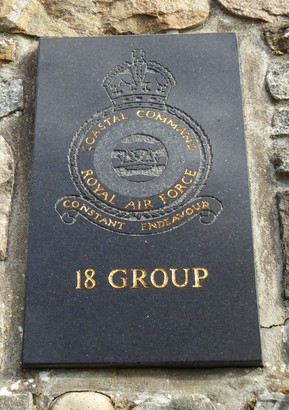 COASTAL COMMAND
ROYAL AIR FORCE
CONSTANT ENDEAVOUR
18 GROUP